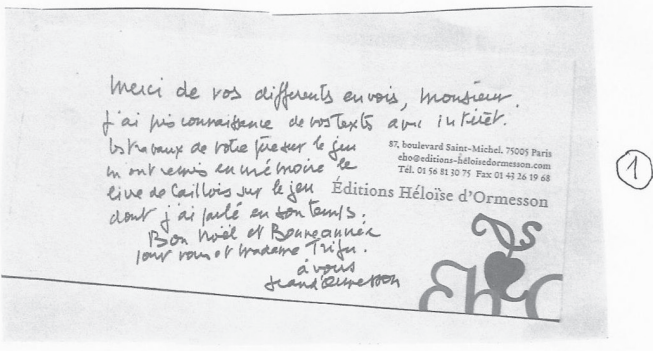 Merci de vos différents envois, Monsieur.
J'ai pris connaissance de vos textes avec intérêt.
Les travaux de votre père sur le jeu
m'ont remis en mémoire le
livre de Caillois sur le jeu
dont j'ai parlé en son temps.
Bon Noël et Bonne année
pour vous et Madame Trifu.
à vous
Jean d'Ormesson
87, boulevard Saint-Michel. 75005 Paris
eho@editions-heloisedormesson.com
Tél. 01 56 81 30 75 Fax 01 43 26 19 68
Éditions Héloïse d'Ormesson
1